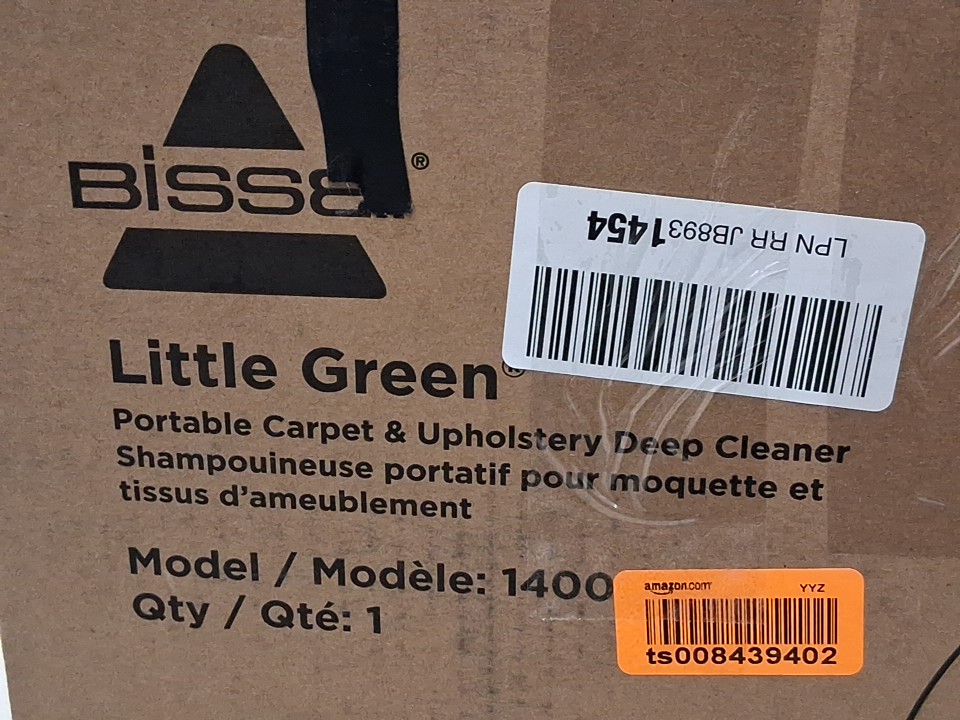 BISSE
®
LPN RR JB8931454
Little Green®
Portable Carpet & Upholstery Deep Cleaner
Shampouineuse portatif pour moquette et
tissus d'ameublement
Model / Modèle: 1400
Qty / Qté: 1
amazon.com YYZ
ts008439402